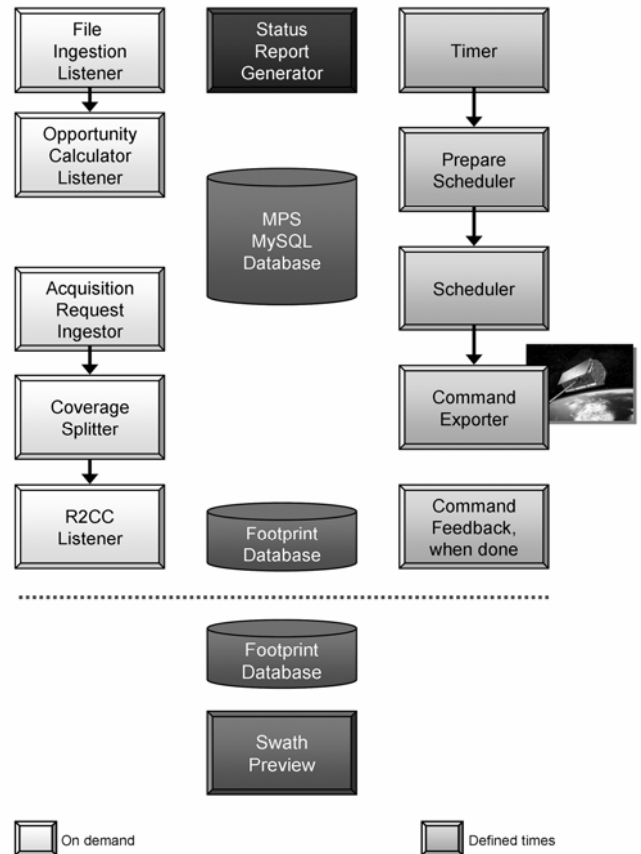 File
Ingestion
Listener
Status
Report
Generator
Timer
Opportunity
Calculator
Listener
Prepare
Scheduler
MPS
MySQL
Database
Acquisition
Request
Ingestor
Scheduler
Coverage
Splitter
Command
Exporter
R2CC
Listener
Footprint
Database
Command
Feedback,
when done
Footprint
Database
Swath
Preview
On demand
Defined times